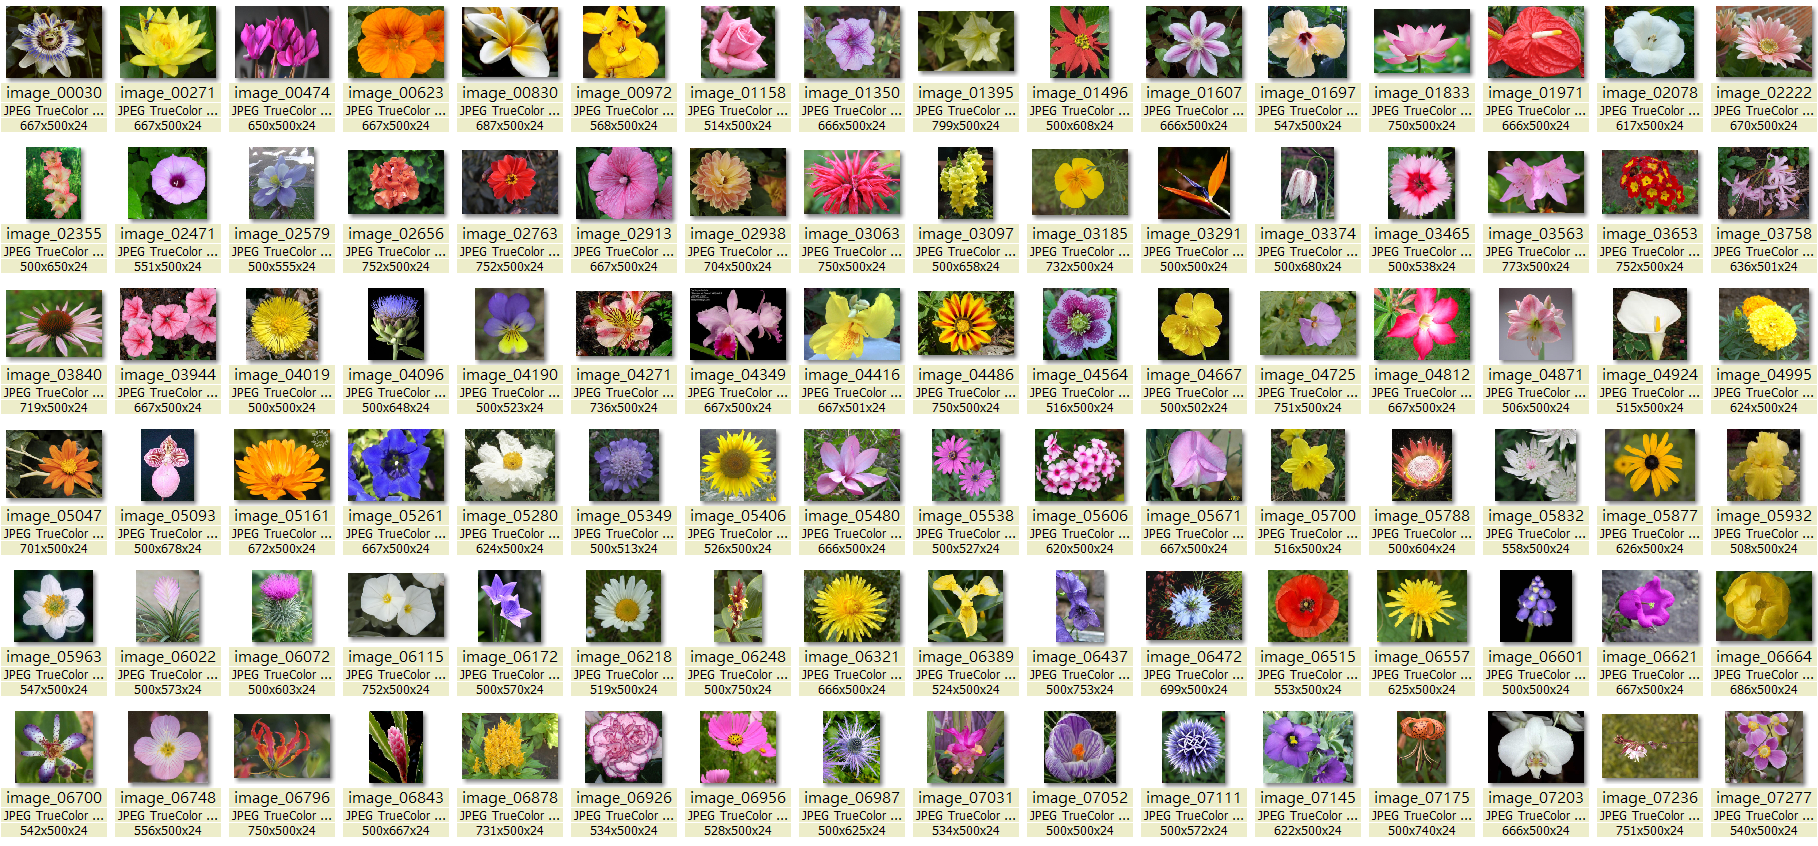 image_00030 image_00271 image_00474 image_00623 image_00830 image_00972 image_01158 image_01350 image_01395 image_01496 image_01607 image_01697 image_01833 image_01971 image_02078 image_02222
JPEG TrueColor ... JPEG TrueColor ... JPEG TrueColor ... JPEG TrueColor ... JPEG TrueColor ... JPEG TrueColor ... JPEG TrueColor ... JPEG TrueColor ... JPEG TrueColor ... JPEG TrueColor ... JPEG TrueColor ... JPEG TrueColor ... JPEG TrueColor ... JPEG TrueColor ... JPEG TrueColor ... JPEG TrueColor ...
667x500x24 667x500x24 650x500x24 667x500x24 687x500x24 568x500x24 514x500x24 666x500x24 799x500x24 500x608x24 666x500x24 547x500x24 750x500x24 666x500x24 617x500x24 670x500x24
image_02355 image_02471 image_02579 image_02656 image_02763 image_02913 image_02938 image_03063 image_03097 image_03185 image_03291 image_03374 image_03465 image_03563 image_03653 image_03758
JPEG TrueColor ... JPEG TrueColor ... JPEG TrueColor ... JPEG TrueColor ... JPEG TrueColor ... JPEG TrueColor ... JPEG TrueColor ... JPEG TrueColor ... JPEG TrueColor ... JPEG TrueColor ... JPEG TrueColor ... JPEG TrueColor ... JPEG TrueColor ... JPEG TrueColor ... JPEG TrueColor ... JPEG TrueColor ...
500x650x24 551x500x24 500x555x24 752x500x24 752x500x24 667x500x24 704x500x24 750x500x24 500x658x24 732x500x24 500x500x24 500x680x24 500x538x24 773x500x24 752x500x24 636x501x24
image_03840 image_03944 image_04019 image_04096 image_04190 image_04271 image_04349 image_04416 image_04486 image_04564 image_04667 image_04725 image_04812 image_04871 image_04924 image_04995
JPEG TrueColor ... JPEG TrueColor ... JPEG TrueColor ... JPEG TrueColor ... JPEG TrueColor ... JPEG TrueColor ... JPEG TrueColor ... JPEG TrueColor ... JPEG TrueColor ... JPEG TrueColor ... JPEG TrueColor ... JPEG TrueColor ... JPEG TrueColor ... JPEG TrueColor ... JPEG TrueColor ... JPEG TrueColor ...
719x500x24 667x500x24 500x500x24 500x648x24 500x523x24 736x500x24 667x500x24 667x501x24 750x500x24 516x500x24 500x502x24 751x500x24 667x500x24 506x500x24 515x500x24 624x500x24
image_05047 image_05093 image_05161 image_05261 image_05280 image_05349 image_05406 image_05480 image_05538 image_05606 image_05671 image_05700 image_05788 image_05832 image_05877 image_05932
JPEG TrueColor ... JPEG TrueColor ... JPEG TrueColor ... JPEG TrueColor ... JPEG TrueColor ... JPEG TrueColor ... JPEG TrueColor ... JPEG TrueColor ... JPEG TrueColor ... JPEG TrueColor ... JPEG TrueColor ... JPEG TrueColor ... JPEG TrueColor ... JPEG TrueColor ... JPEG TrueColor ... JPEG TrueColor ...
701x500x24 500x678x24 672x500x24 667x500x24 624x500x24 500x513x24 526x500x24 666x500x24 500x527x24 620x500x24 667x500x24 516x500x24 500x604x24 558x500x24 626x500x24 508x500x24
image_05963 image_06022 image_06072 image_06115 image_06172 image_06218 image_06248 image_06321 image_06389 image_06437 image_06472 image_06515 image_06557 image_06601 image_06621 image_06664
JPEG TrueColor ... JPEG TrueColor ... JPEG TrueColor ... JPEG TrueColor ... JPEG TrueColor ... JPEG TrueColor ... JPEG TrueColor ... JPEG TrueColor ... JPEG TrueColor ... JPEG TrueColor ... JPEG TrueColor ... JPEG TrueColor ... JPEG TrueColor ... JPEG TrueColor ... JPEG TrueColor ... JPEG TrueColor ...
547x500x24 500x573x24 500x603x24 752x500x24 500x570x24 519x500x24 500x750x24 666x500x24 524x500x24 500x753x24 699x500x24 553x500x24 625x500x24 500x500x24 667x500x24 686x500x24
image_06700 image_06748 image_06796 image_06843 image_06878 image_06926 image_06956 image_06987 image_07031 image_07052 image_07111 image_07145 image_07175 image_07203 image_07236 image_07277
JPEG TrueColor ... JPEG TrueColor ... JPEG TrueColor ... JPEG TrueColor ... JPEG TrueColor ... JPEG TrueColor ... JPEG TrueColor ... JPEG TrueColor ... JPEG TrueColor ... JPEG TrueColor ... JPEG TrueColor ... JPEG TrueColor ... JPEG TrueColor ... JPEG TrueColor ... JPEG TrueColor ... JPEG TrueColor ...
542x500x24 556x500x24 750x500x24 500x667x24 731x500x24 534x500x24 528x500x24 500x625x24 534x500x24 500x500x24 500x572x24 622x500x24 500x740x24 666x500x24 751x500x24 540x500x24